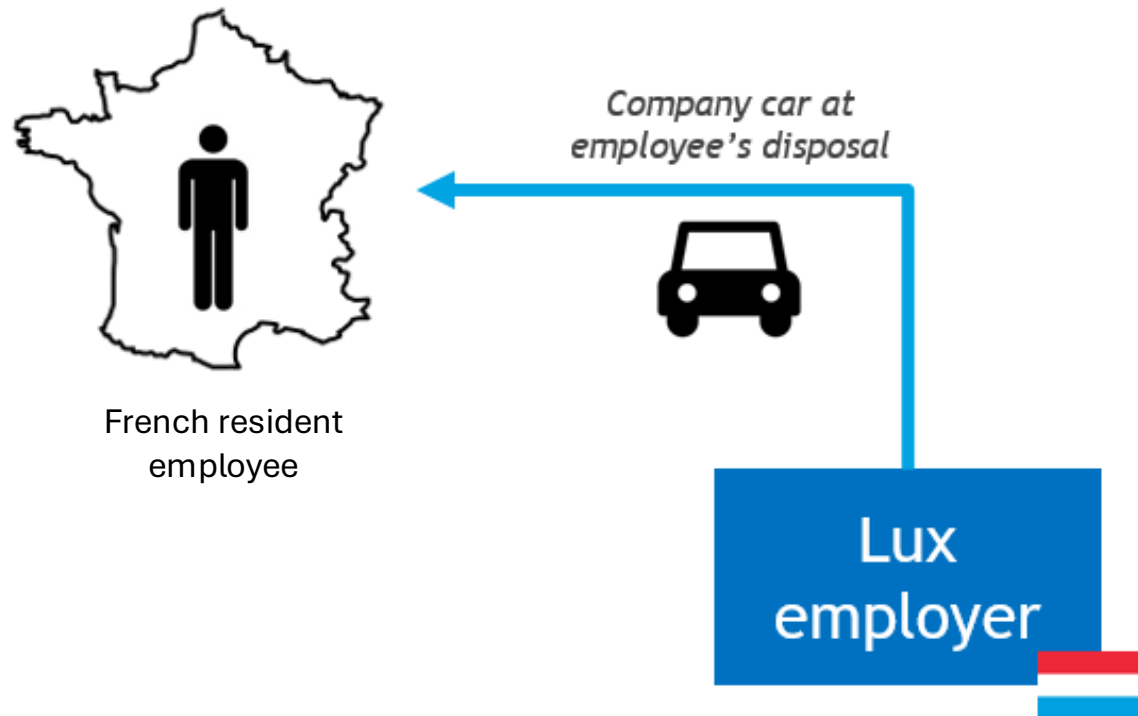 Company car at
employee’s disposal
French resident
employee
Lux
employer